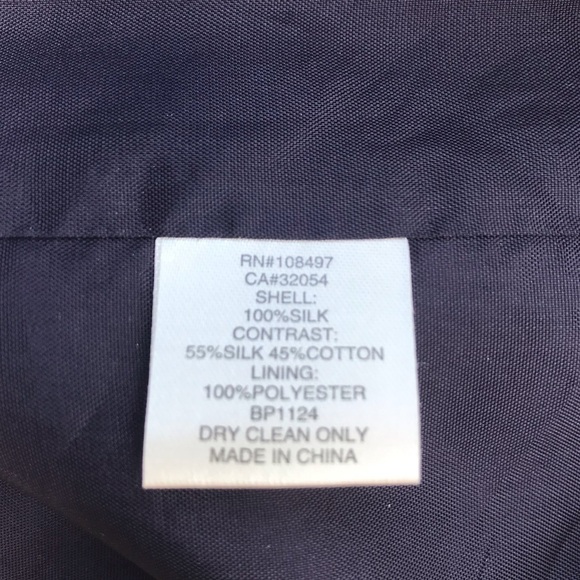 RN#108497
CA#32054
SHELL:
100%SILK
CONTRAST:
55%SILK 45%COTTON
LINING:
100%POLYESTER
BP1124
DRY CLEAN ONLY
MADE IN CHINA